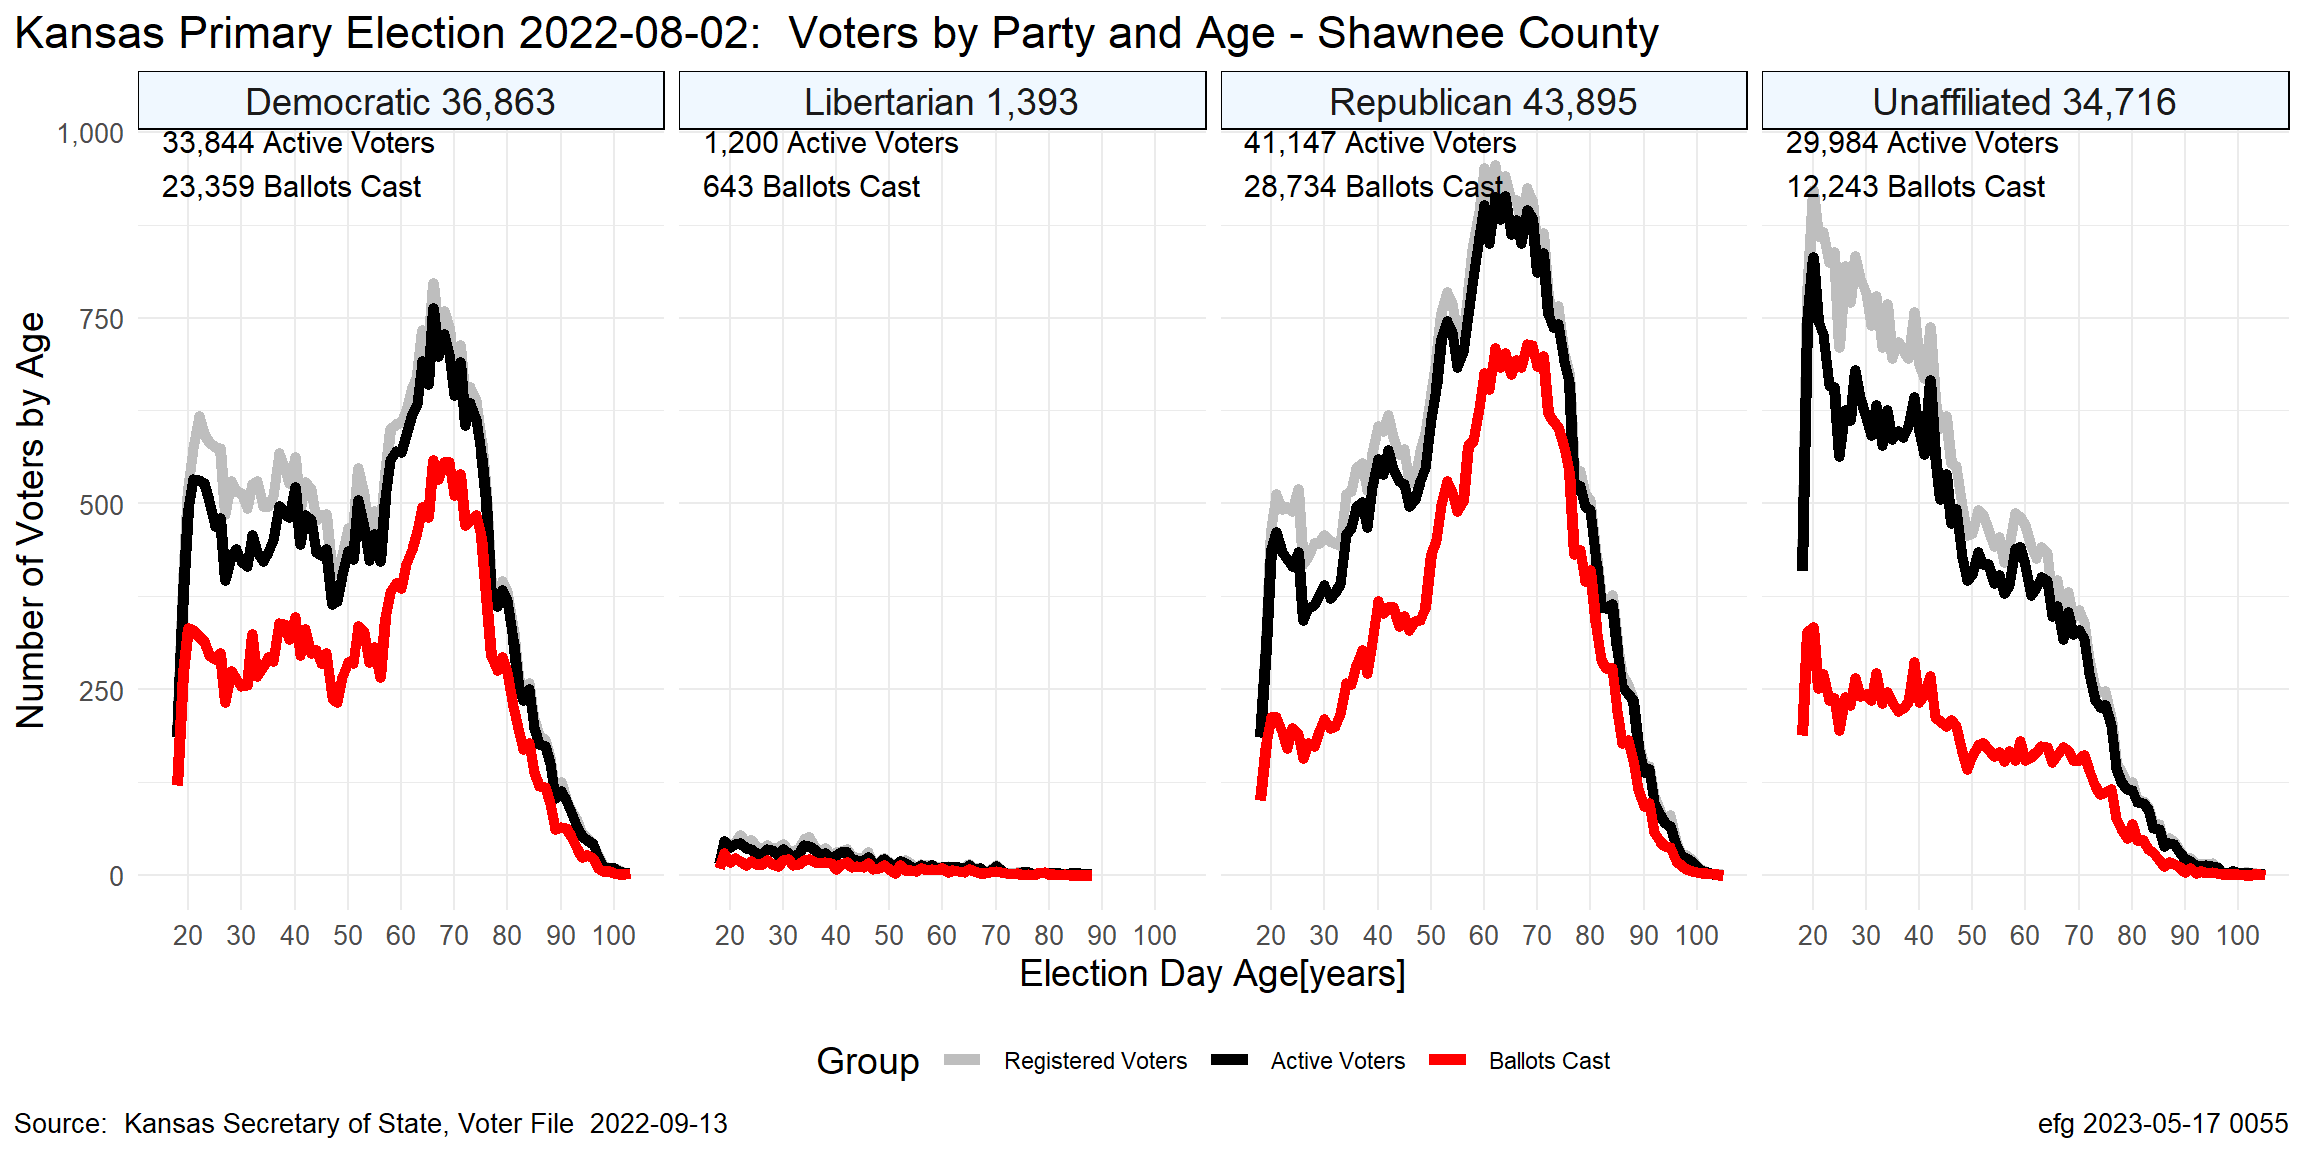 Kansas Primary Election 2022-08-02:  Voters by Party and Age - Shawnee County
Democratic 36,863
Libertarian 1,393
Republican 43,895
Unaffiliated 34,716
33,844 Active Voters
23,359 Ballots Cast
1,200 Active Voters
643 Ballots Cast
41,147 Active Voters
28,734 Ballots Cast
29,984 Active Voters
12,243 Ballots Cast
Number of Voters by Age
1,000
750
500
250
0
20 30 40 50 60 70 80 90 100
20 30 40 50 60 70 80 90 100
20 30 40 50 60 70 80 90 100
20 30 40 50 60 70 80 90 100
Election Day Age[years]
Group Registered Voters Active Voters Ballots Cast
Source:  Kansas Secretary of State, Voter File  2022-09-13
efg 2023-05-17 0055